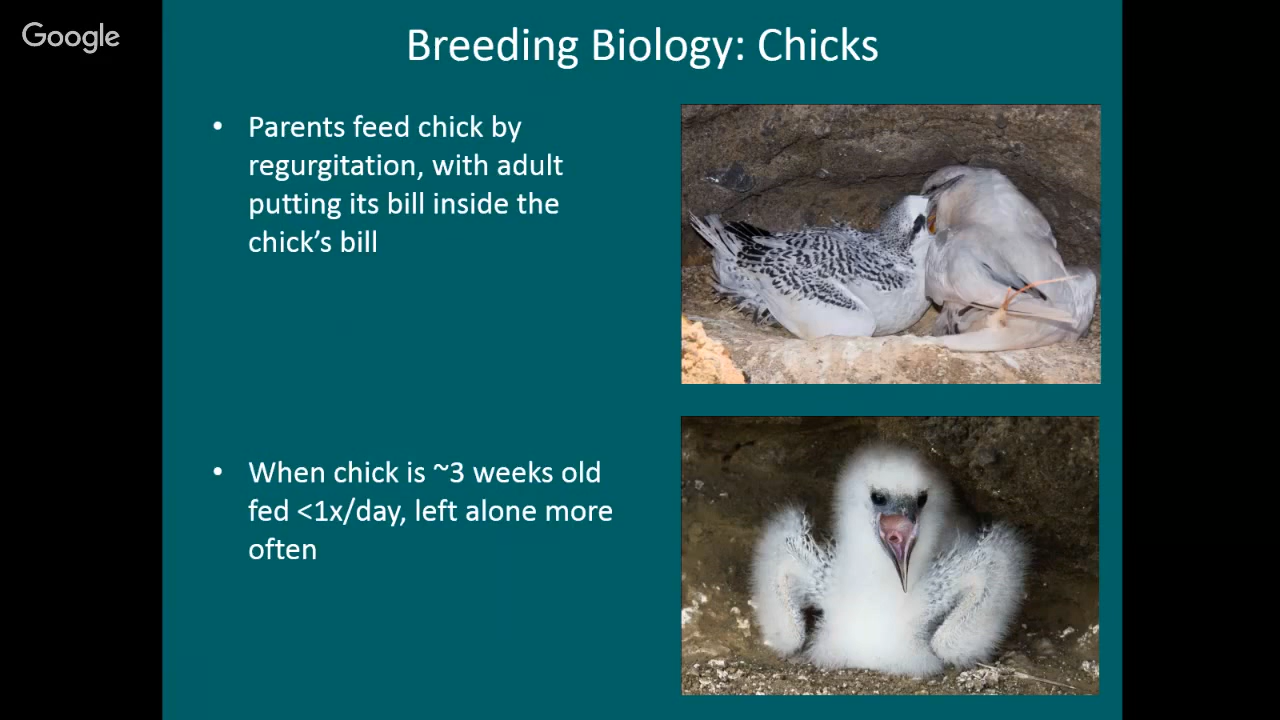 Google
Breeding Biology: Chicks
• Parents feed chick by
regurgitation, with adult
putting its bill inside the
chick’s bill
• When chick is ~3 weeks old
fed <1x/day, left alone more
often